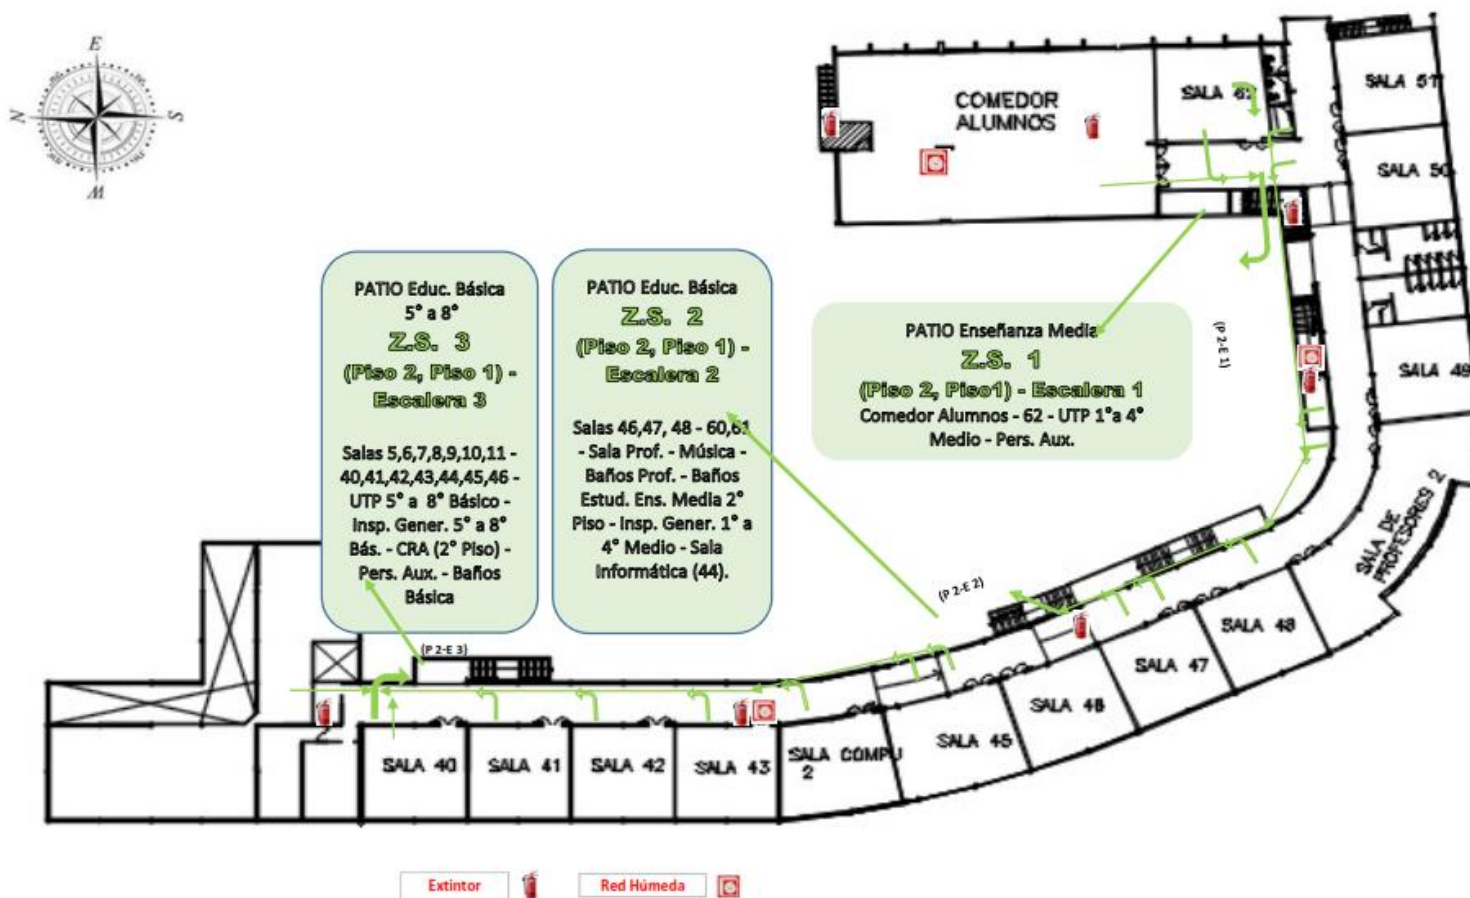 E
N
S
W
COMEDOR
ALUMNOS
SALA 62
SALA 51
SALA 50
SALA 49
SALA DE
PROFESORES 2
PATIO Educ. Básica
5° a 8°
Z.S. 3
(Piso 2, Piso 1) -
Escalera 3
Salas 5,6,7,8,9,10,11 -
40,41,42,43,44,45,46 -
UTP 5° a 8° Básico -
Insp. Gener. 5° a 8°
Bás. - CRA (2° Piso) -
Pers. Aux. - Baños
Básica
PATIO Educ. Básica
Z.S. 2
(Piso 2, Piso 1) -
Escalera 2
Salas 46,47, 48 - 60,61
- Sala Prof. - Música -
Baños Prof. - Baños
Estud. Ens. Media 2°
Piso - Insp. Gener. 1° a
4° Medio - Sala
Informática (44).
PATIO Enseñanza Media
Z.S. 1
(Piso 2, Piso1) - Escalera 1
Comedor Alumnos - 62 - UTP 1°a 4°
Medio - Pers. Aux.
(P 2-E 1)
(P 2-E 2)
(P 2-E 3)
SALA 40
SALA 41
SALA 42
SALA 43
SALA COMPU
2
SALA 45
SALA 46
SALA 47
SALA 48
Extintor
Red Húmeda